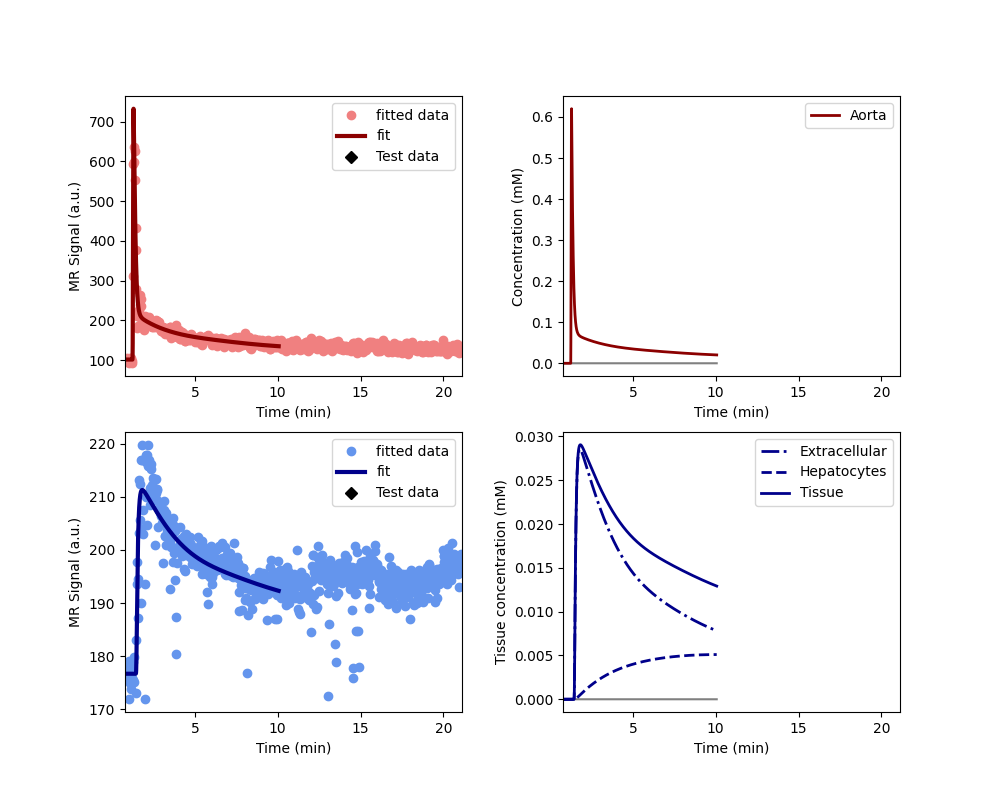 MR Signal (a.u.)
700
600
500
400
300
200
100
5
10
15
20
Time (min)
fitted data
fit
Test data
Concentration (mM)
0.6
0.5
0.4
0.3
0.2
0.1
0.0
5
10
15
20
Time (min)
Aorta
MR Signal (a.u.)
220
210
200
190
180
170
5
10
15
20
Time (min)
fitted data
fit
Test data
Tissue concentration (mM)
0.030
0.025
0.020
0.015
0.010
0.005
0.000
5
10
15
20
Time (min)
Extracellular
Hepatocytes
Tissue